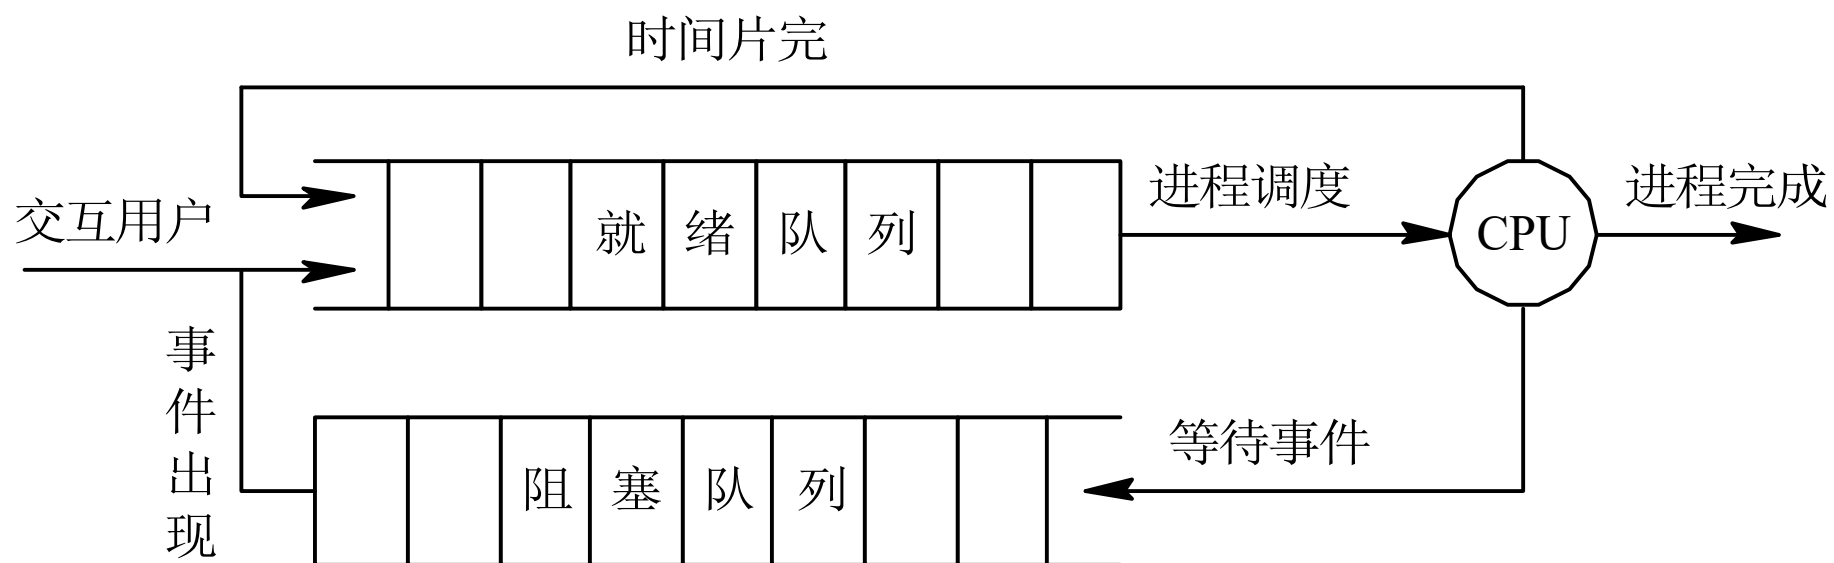 时间片完
交互用户
就绪队列
进程调度
CPU
进程完成
事件出现
阻塞队列
等待事件